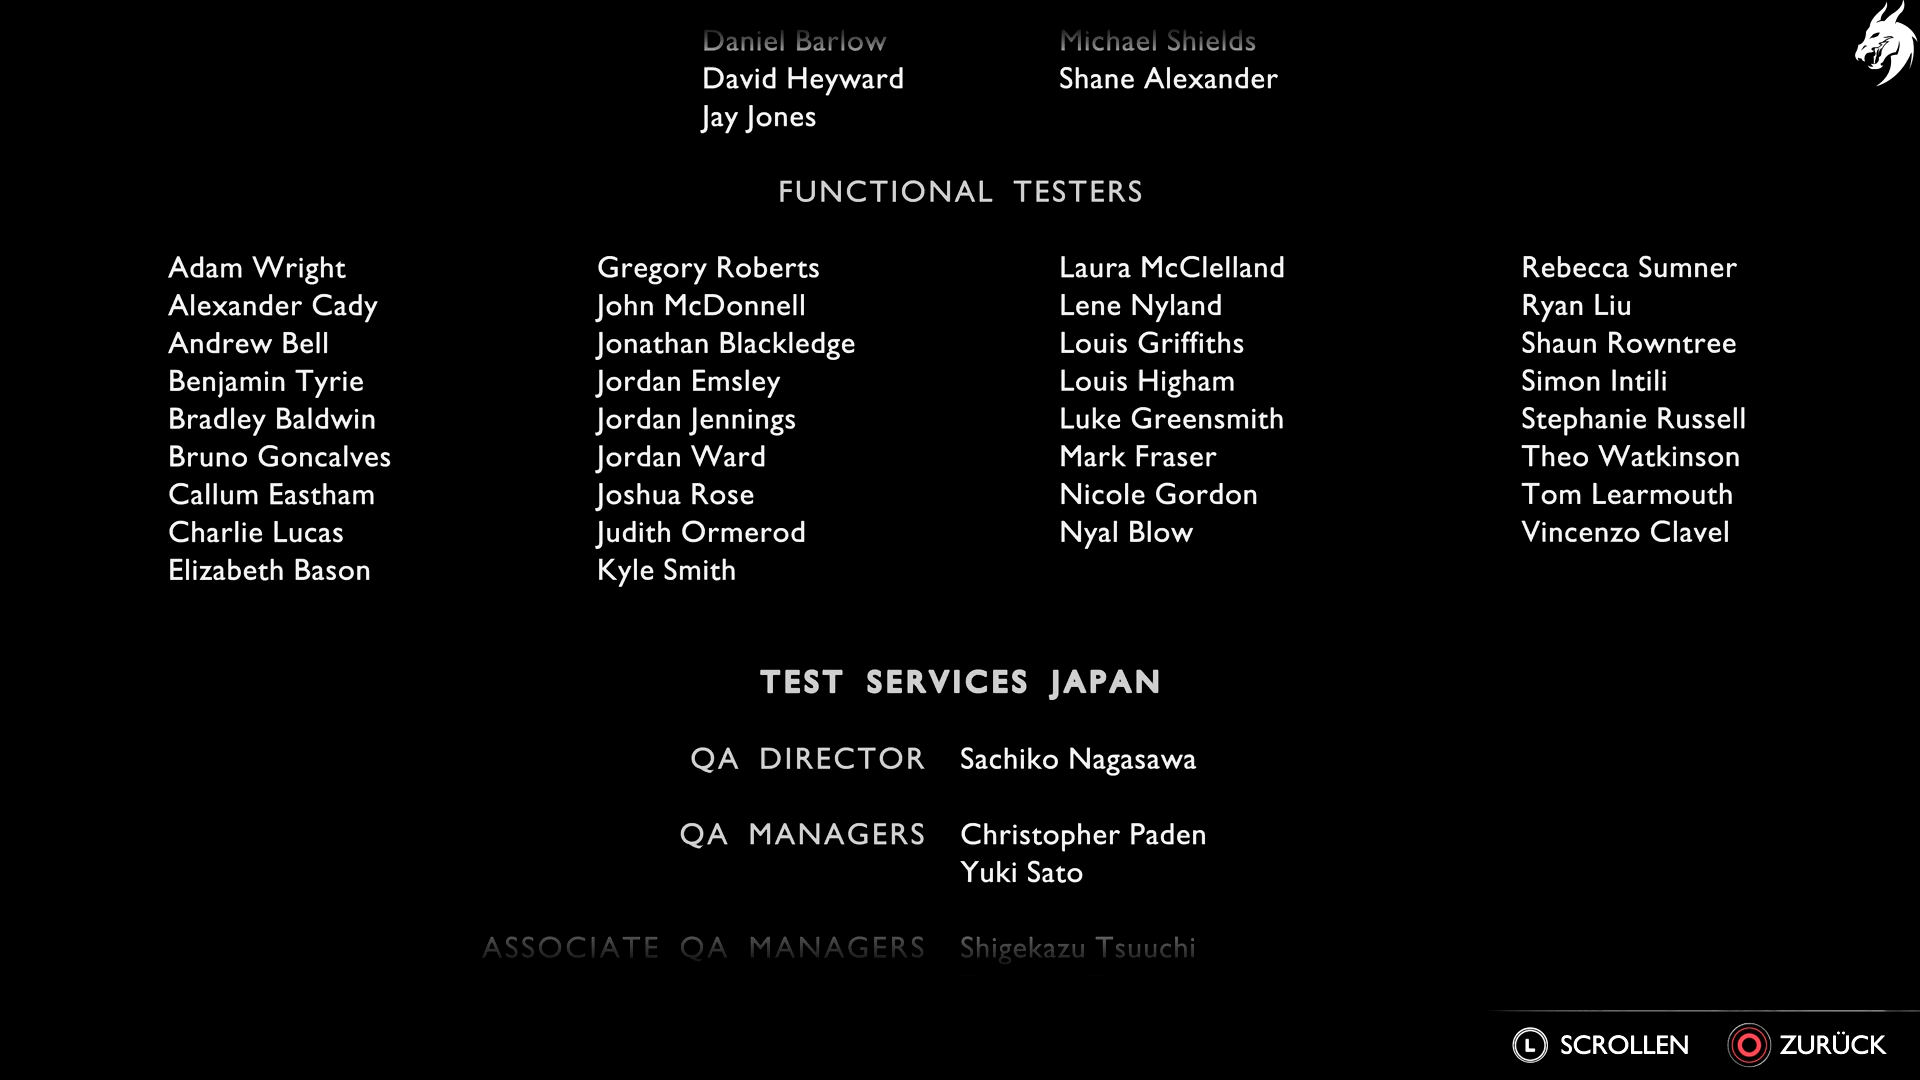 Daniel Barlow
David Heyward
Jay Jones
Michael Shields
Shane Alexander
FUNCTIONAL TESTERS
Adam Wright
Alexander Cady
Andrew Bell
Benjamin Tyrie
Bradley Baldwin
Bruno Goncalves
Callum Eastham
Charlie Lucas
Elizabeth Bason
Gregory Roberts
John McDonnell
Jonathan Blackledge
Jordan Emsley
Jordan Jennings
Jordan Ward
Joshua Rose
Judith Ormerod
Kyle Smith
Laura McClelland
Lene Nyland
Louis Griffiths
Louis Higham
Luke Greensmith
Mark Fraser
Nicole Gordon
Nyal Blow
Rebecca Sumner
Ryan Liu
Shaun Rowntree
Simon Intili
Stephanie Russell
Theo Watkinson
Tom Learmouth
Vincenzo Clavel
TEST SERVICES JAPAN
QA DIRECTOR Sachiko Nagasawa
QA MANAGERS Christopher Paden
Yuki Sato
ASSOCIATE QA MANAGERS Shigekazu Tsuuchi
L SCROLLEN ZURÜCK